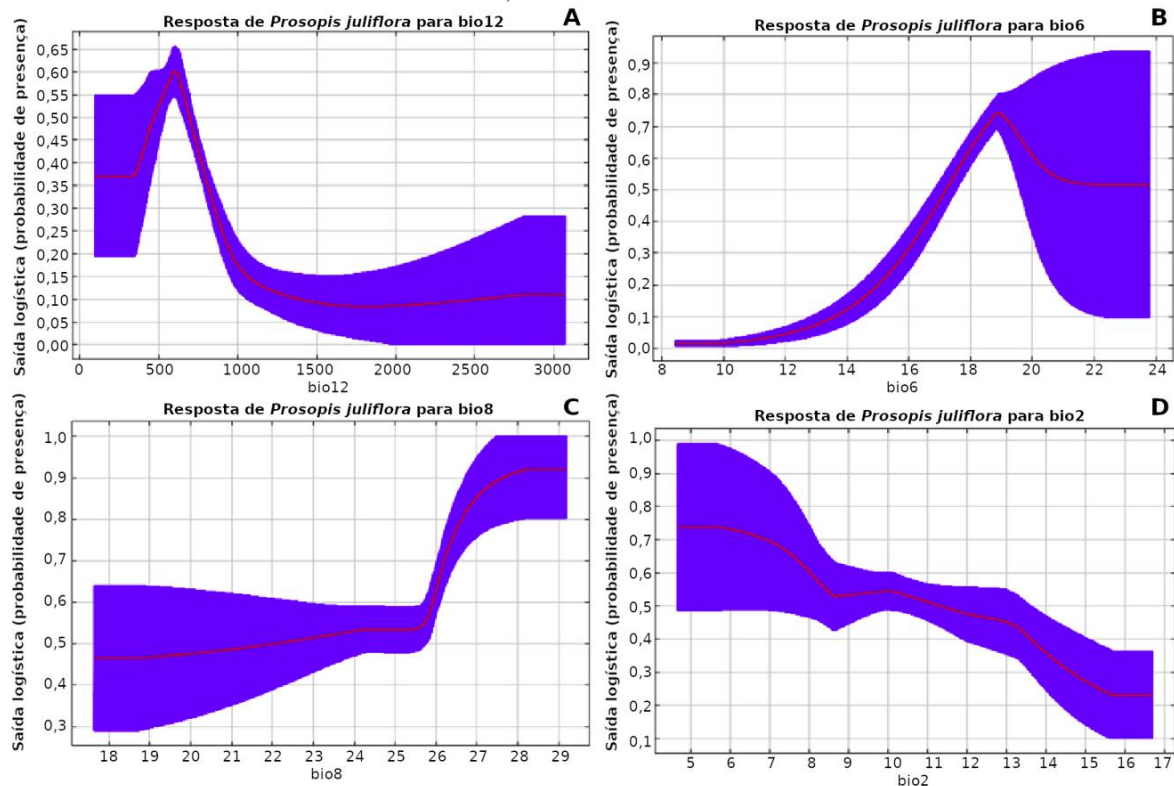 Resposta de Prosopis juliflora para bio12
A
Saída logística (probabilidade de presença)
0,65
0,60
0,55
0,50
0,45
0,40
0,35
0,30
0,25
0,20
0,15
0,10
0,05
0,00
0 500 1000 1500 2000 2500 3000
bio12
Resposta de Prosopis juliflora para bio6
B
Saída logística (probabilidade de presença)
0,9
0,8
0,7
0,6
0,5
0,4
0,3
0,2
0,1
0,0
8 10 12 14 16 18 20 22 24
bio6
Resposta de Prosopis juliflora para bio8
C
Saída logística (probabilidade de presença)
1,0
0,9
0,8
0,7
0,6
0,5
0,4
0,3
18 19 20 21 22 23 24 25 26 27 28 29
bio8
Resposta de Prosopis juliflora para bio2
D
Saída logística (probabilidade de presença)
1,0
0,9
0,8
0,7
0,6
0,5
0,4
0,3
0,2
0,1
5 6 7 8 9 10 11 12 13 14 15 16 17
bio2